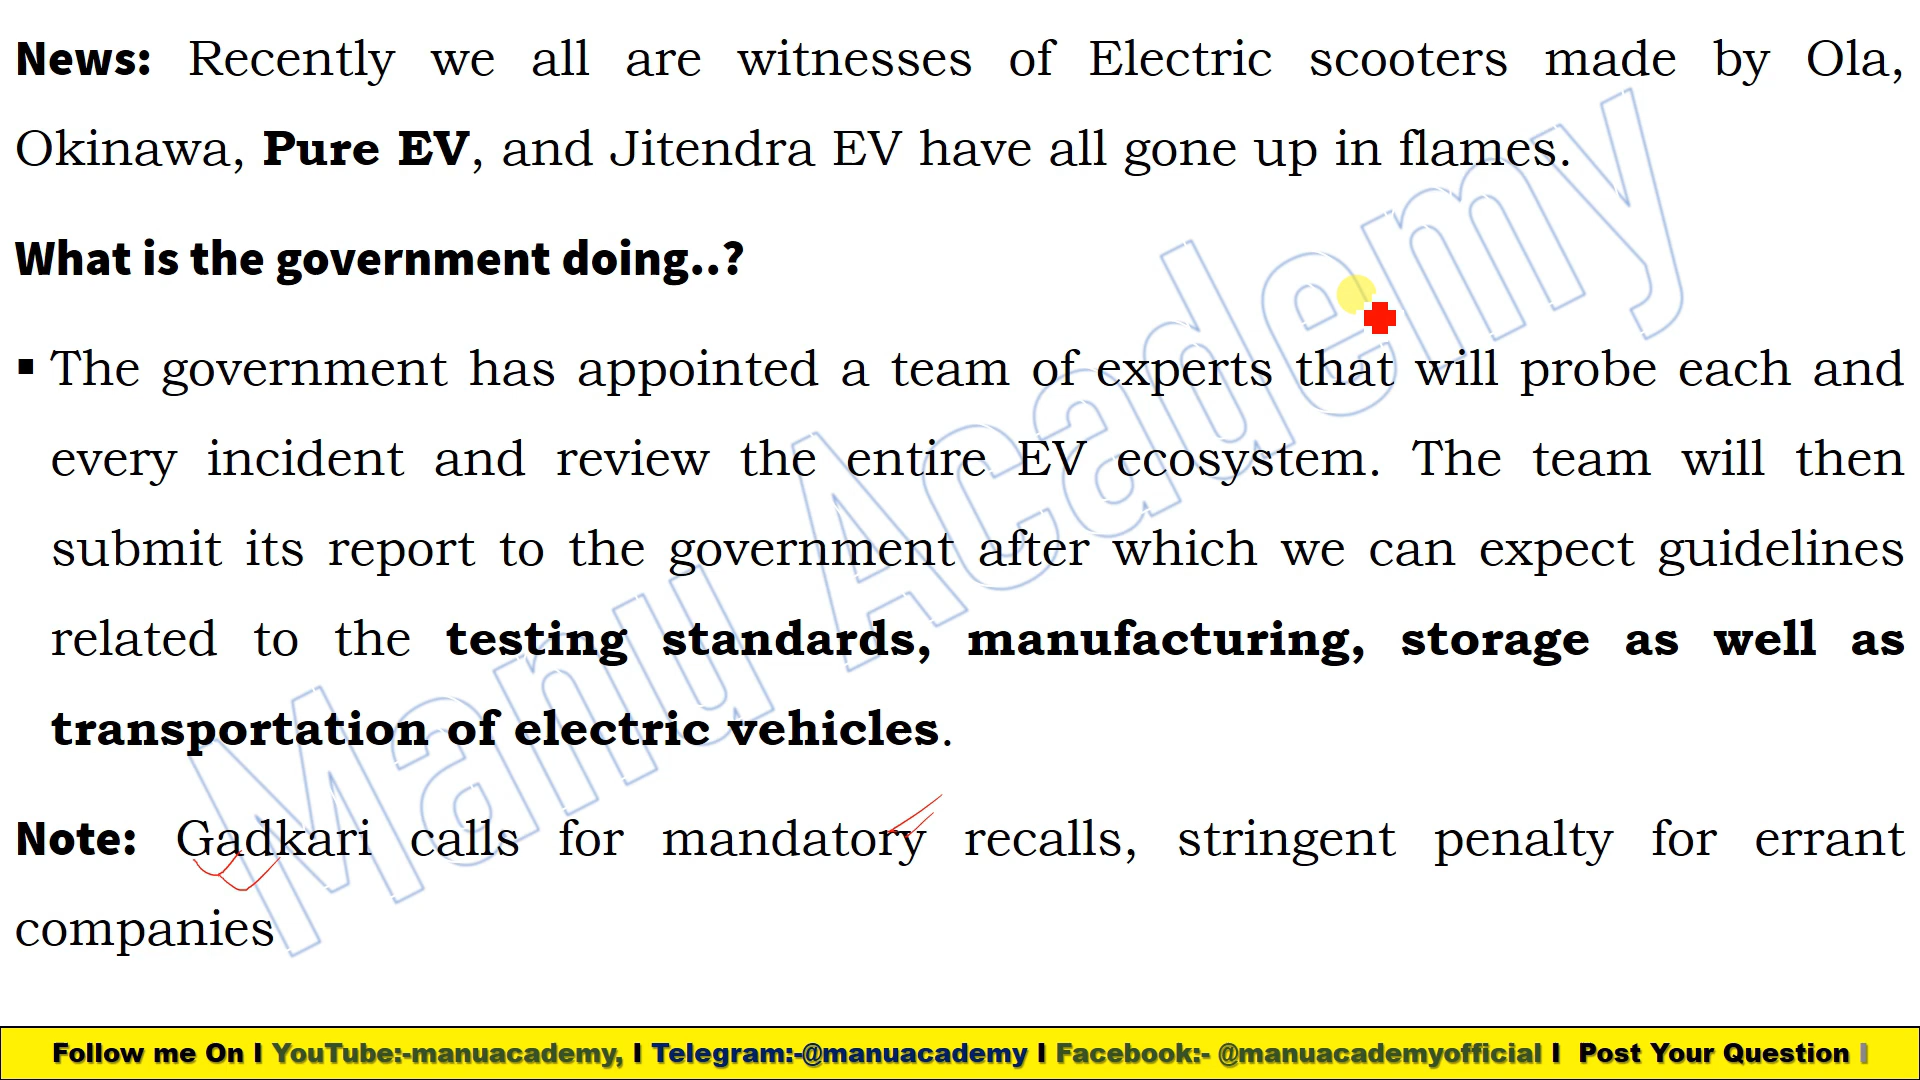 News: Recently we all are witnesses of Electric scooters made by Ola,
Okinawa, Pure EV, and Jitendra EV have all gone up in flames.
What is the government doing..?
▪ The government has appointed a team of experts that will probe each and
every incident and review the entire EV ecosystem. The team will then
submit its report to the government after which we can expect guidelines
related to the testing standards, manufacturing, storage as well as
transportation of electric vehicles.
Note: Gadkari calls for mandatory recalls, stringent penalty for errant
companies
Manu Academy
Follow me On I YouTube:-manuacademy, I Telegram:-@manuacademy I Facebook:- @manuacademyofficial I Post Your Question I